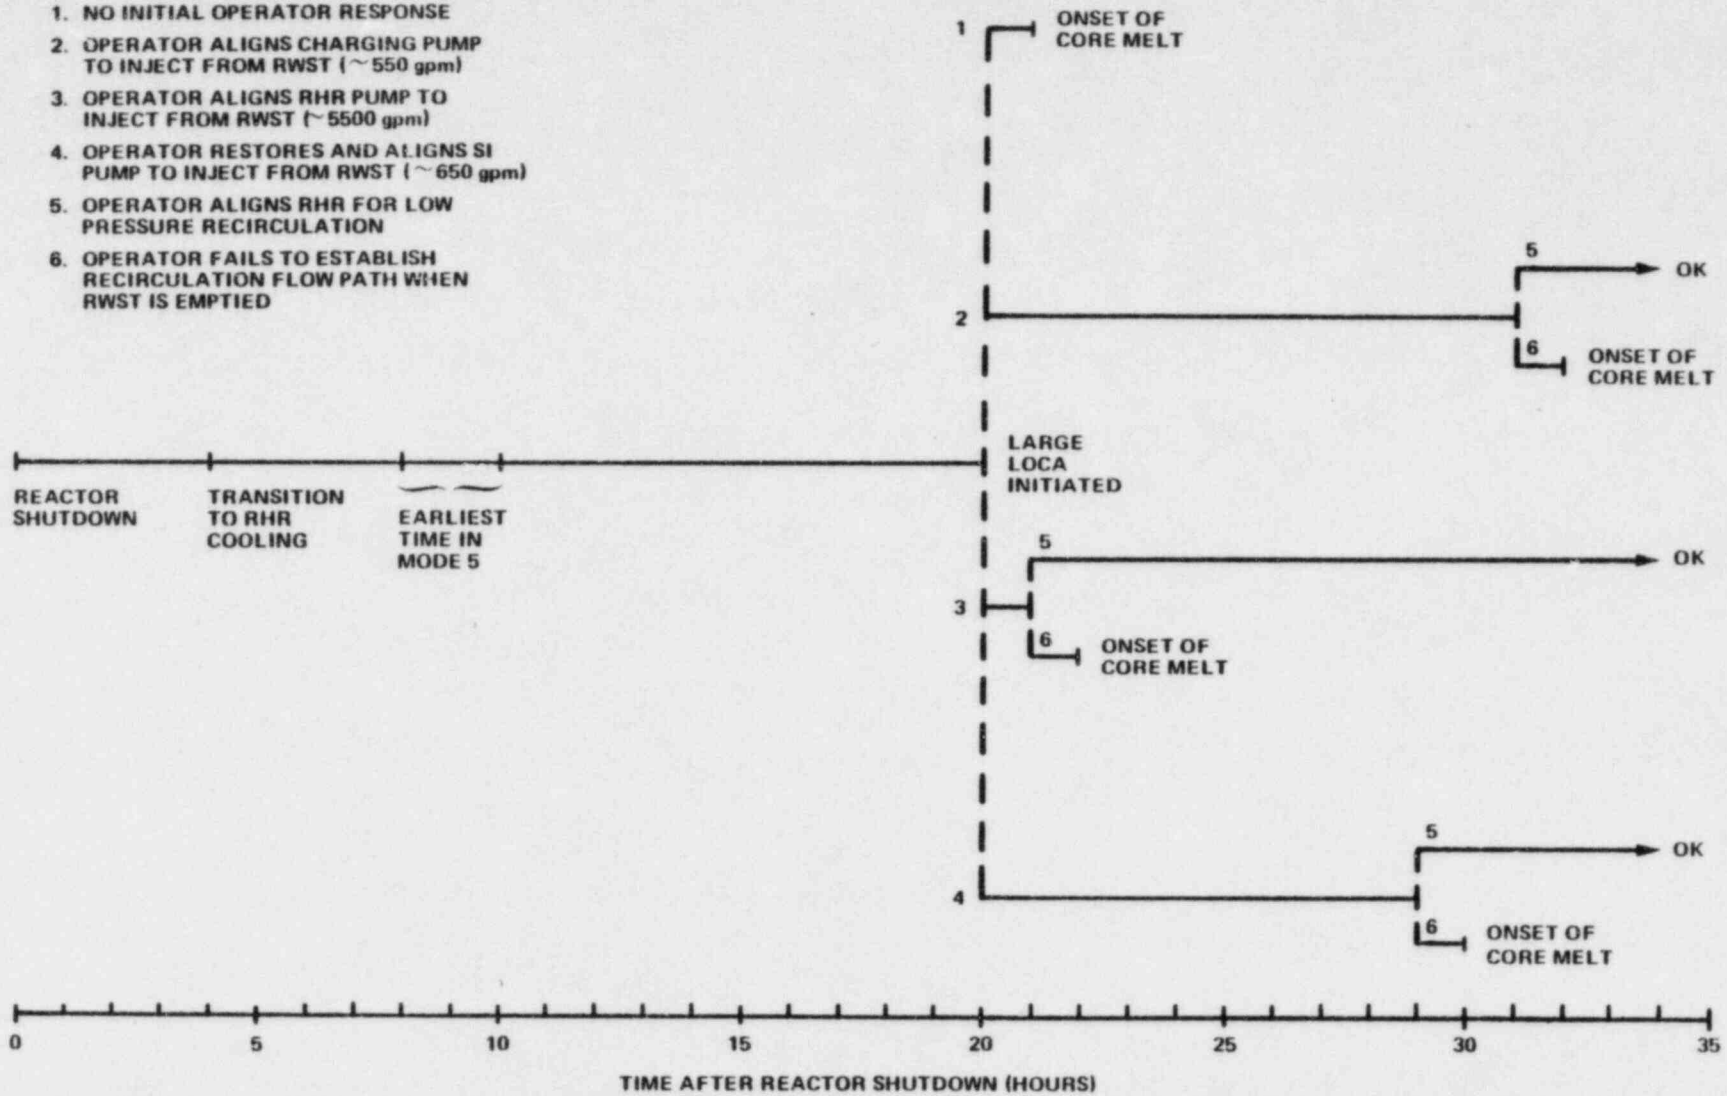 1. NO INITIAL OPERATOR RESPONSE
2. OPERATOR ALIGNS CHARGING PUMP
TO INJECT FROM RWST (~550 gpm)
3. OPERATOR ALIGNS RHR PUMP TO
INJECT FROM RWST (~5500 gpm)
4. OPERATOR RESTORES AND ALIGNS SI
PUMP TO INJECT FROM RWST (~650 gpm)
5. OPERATOR ALIGNS RHR FOR LOW
PRESSURE RECIRCULATION
6. OPERATOR FAILS TO ESTABLISH
RECIRCULATION FLOW PATH WHEN
RWST IS EMPTIED
1
ONSET OF
CORE MELT
2
5
OK
6
ONSET OF
CORE MELT
REACTOR
SHUTDOWN
TRANSITION
TO RHR
COOLING
EARLIEST
TIME IN
MODE 5
LARGE
LOCA
INITIATED
3
5
OK
6
ONSET OF
CORE MELT
4
5
OK
6
ONSET OF
CORE MELT
0 5 10 15 20 25 30 35
TIME AFTER REACTOR SHUTDOWN (HOURS)